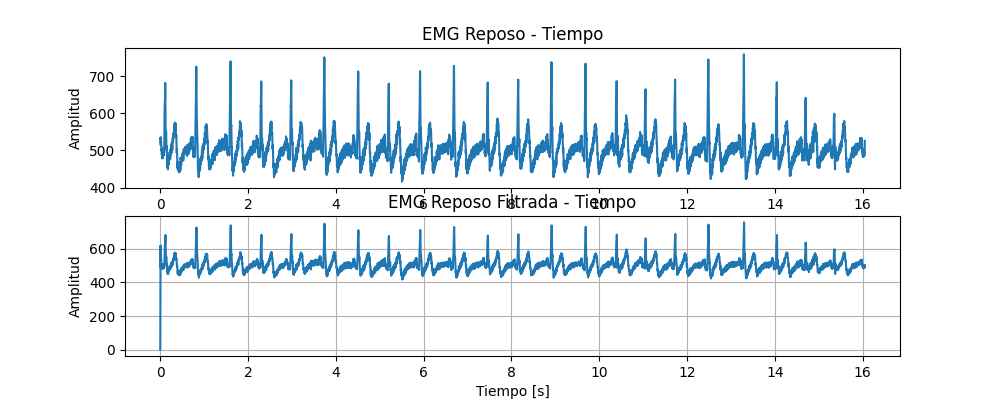 EMG Reposo - Tiempo
Amplitud
700
600
500
400
0 2 4 6 8 10 12 14 16
EMG Reposo Filtrada - Tiempo
Amplitud
600
400
200
0
0 2 4 6 8 10 12 14 16
Tiempo [s]